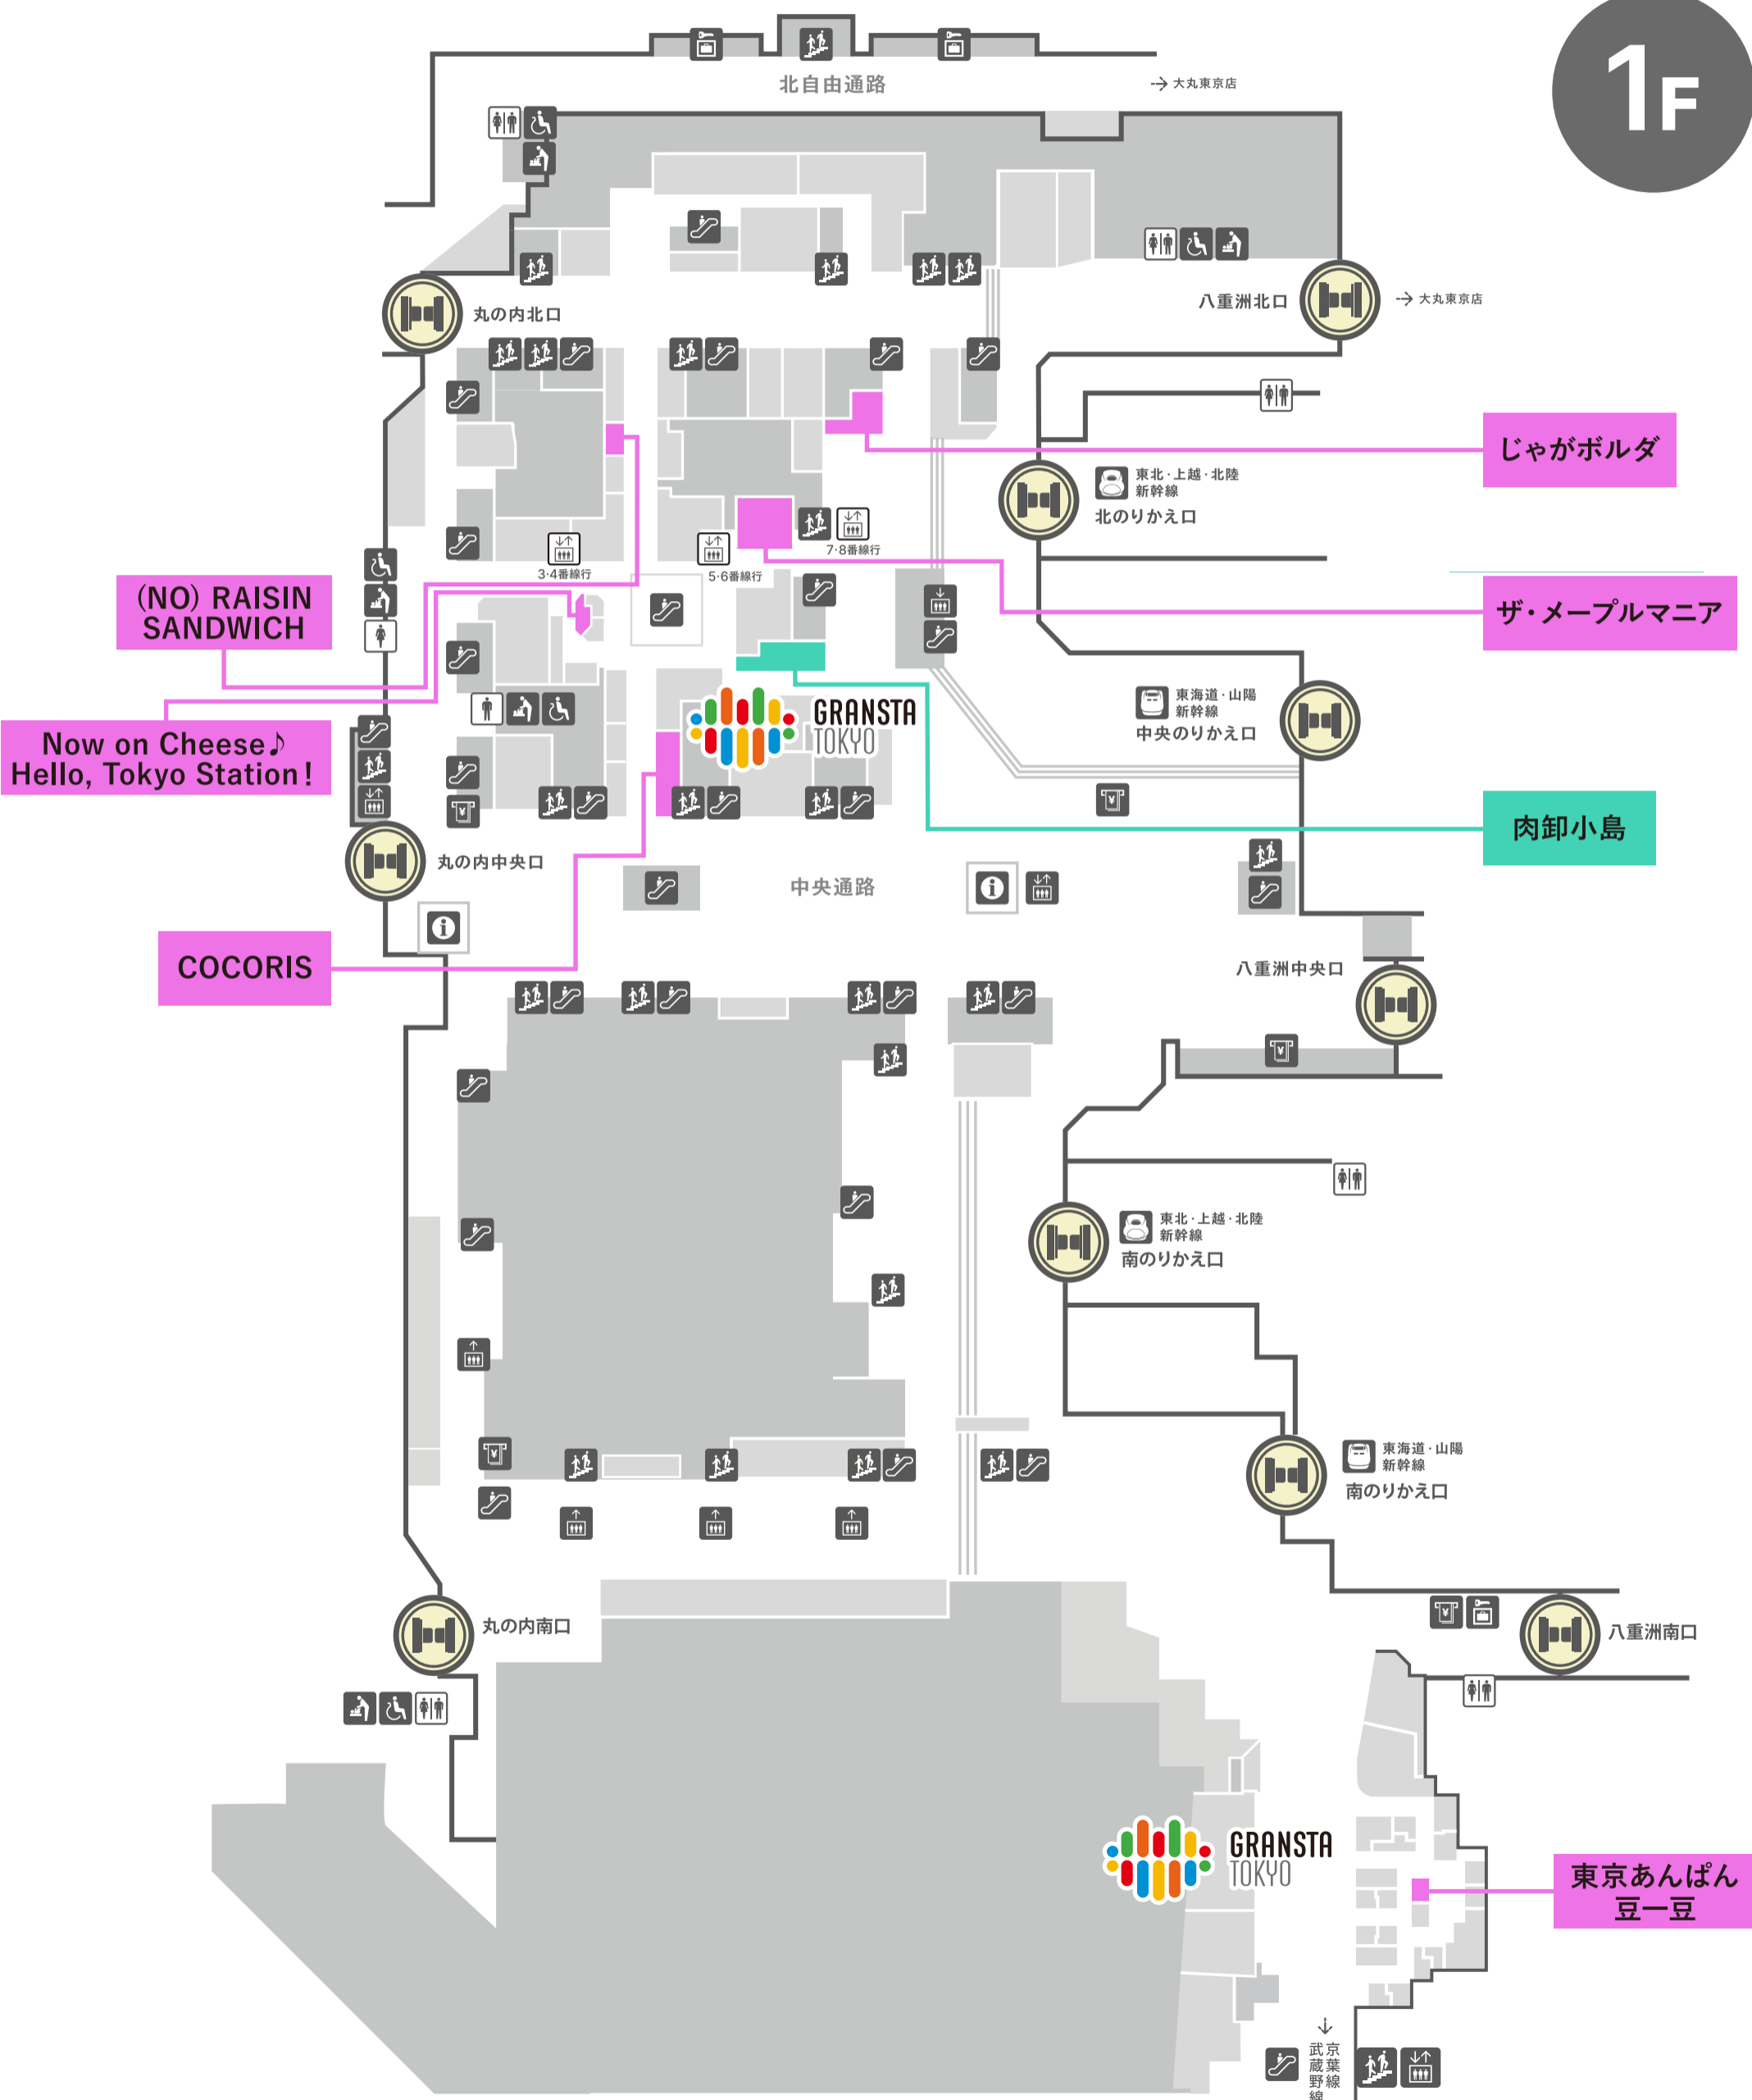 1F
北自由通路
→大丸東京店
丸の内北口
八重洲北口
→大丸東京店
じゃがボルダ
東北・上越・北陸
新幹線
北のりかえ口
7・8番線行
3・4番線行
5・6番線行
(NO) RAISIN
SANDWICH
ザ・メープルマニア
東海道・山陽
新幹線
中央のりかえ口
GRANSTA
TOKYO
Now on Cheese♪
Hello, Tokyo Station!
肉卸小島
丸の内中央口
中央通路
COCORIS
八重洲中央口
東北・上越・北陸
新幹線
南のりかえ口
東海道・山陽
新幹線
南のりかえ口
丸の内南口
八重洲南口
GRANSTA
TOKYO
東京あんぱん
豆一豆
京葉線
武蔵野線